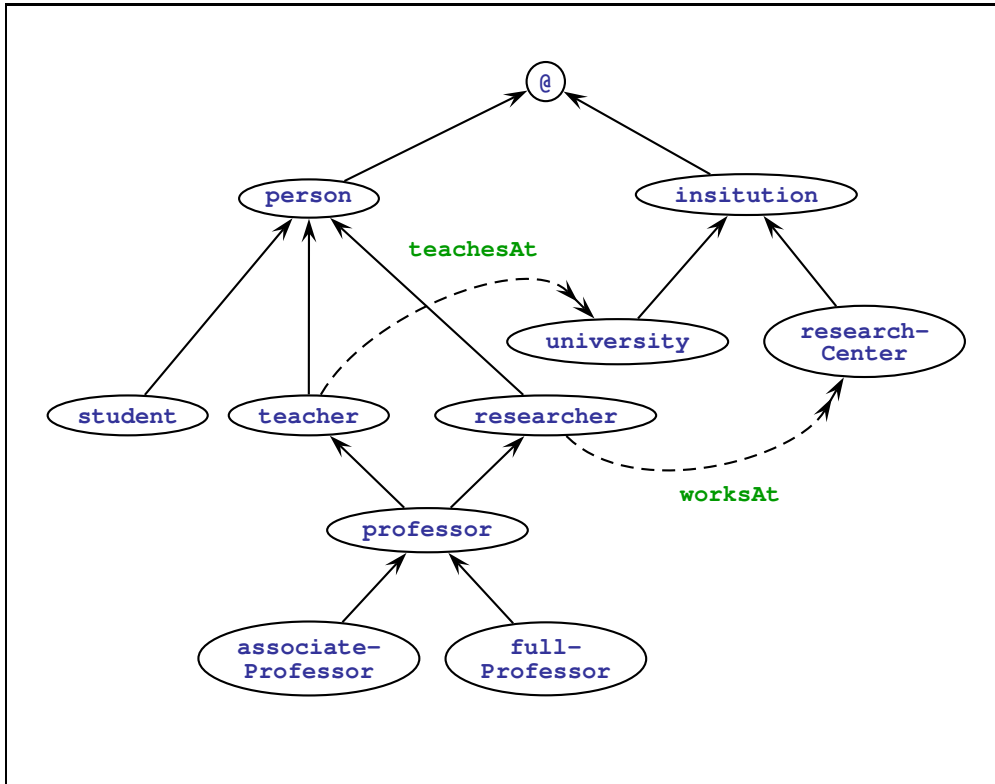 @
person
insitution
teachesAt
university
research-
Center
student
teacher
researcher
worksAt
professor
associate-
Professor
full-
Professor